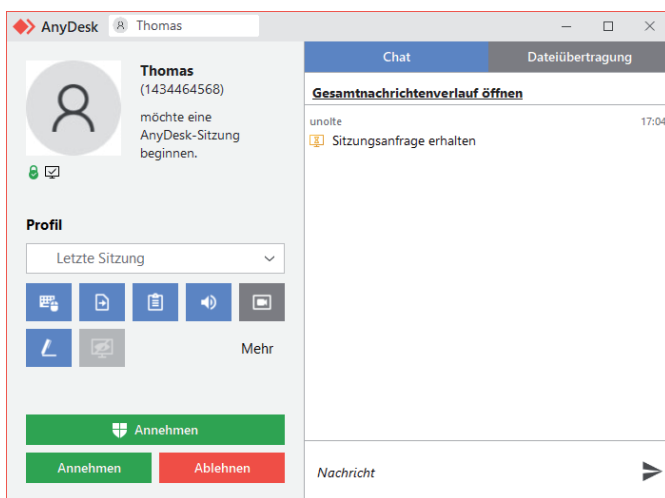 AnyDesk
Thomas
Thomas
(1434464568)
möchte eine
AnyDesk-Sitzung
beginnen.
Profil
Letzte Sitzung
Mehr
Annehmen
Annehmen
Ablehnen
Chat
Dateiübertragung
Gesamtnachrichtenverlauf öffnen
unolte 17:04
Sitzungsanfrage erhalten
Nachricht